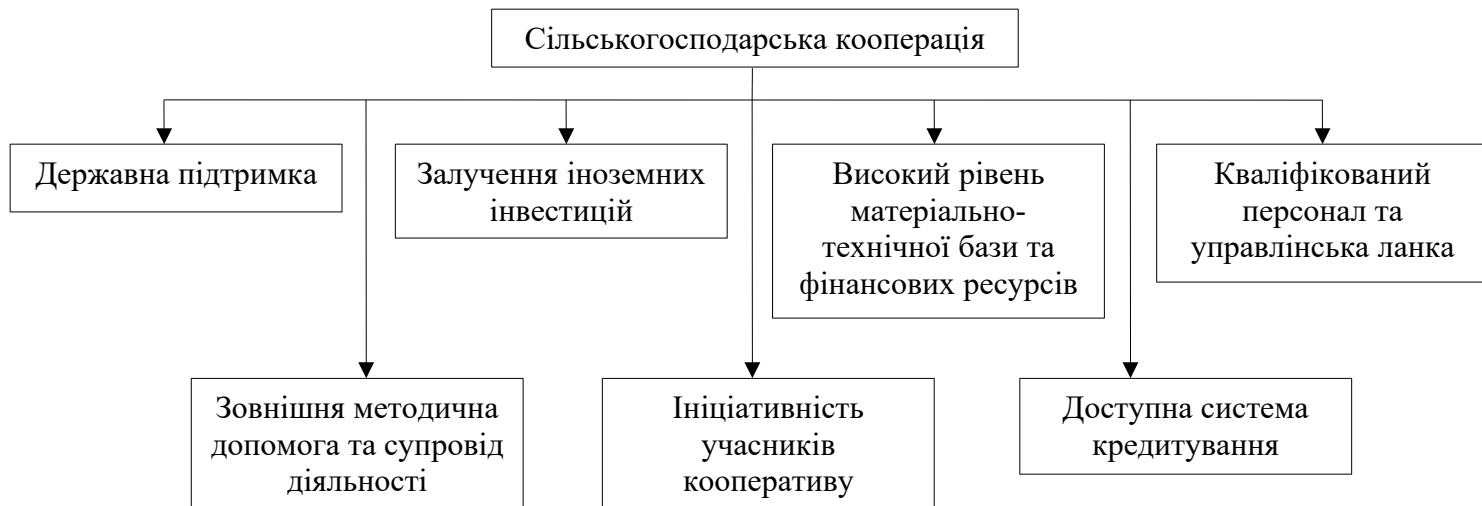 Сільськогосподарська кооперація
Державна підтримка
Залучення іноземних
інвестицій
Високий рівень
матеріально-
технічної бази та
фінансових ресурсів
Кваліфікований
персонал та
управлінська ланка
Зовнішня методична
допомога та супровід
діяльності
Ініціативність
учасників
кооперативу
Доступна система
кредитування